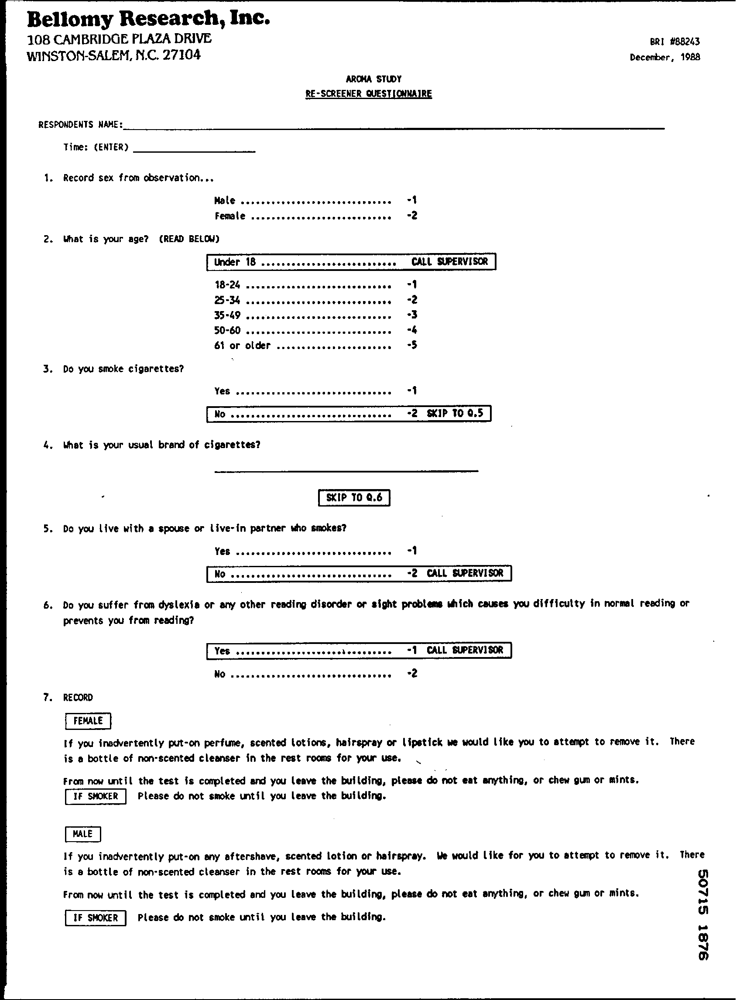 Bellomy Research, Inc.
108 CAMBRIDGE PLAZA DRIVE
WINSTON-SALEM, N.C. 27104
BRI #88243
December, 1988
AROMA STUDY
RE-SCREENER QUESTIONNAIRE
RESPONDENTS NAME:
Time: (ENTER)
1. Record sex from observation...
Male .............................. -1
Female ............................ -2
2. What is your age? (READ BELOW)
Under 18 ........................... CALL SUPERVISOR
18-24 ............................. -1
25-34 ............................. -2
35-49 ............................. -3
50-60 ............................. -4
61 or older ....................... -5
3. Do you smoke cigarettes?
Yes ............................... -1
No ................................ -2 SKIP TO Q.5
4. What is your usual brand of cigarettes?
SKIP TO Q.6
5. Do you live with a spouse or live-in partner who smokes?
Yes ............................... -1
No ................................ -2 CALL SUPERVISOR
6. Do you suffer from dyslexia or any other reading disorder or sight problems which causes you difficulty in normal reading or
prevents you from reading?
Yes ............................... -1 CALL SUPERVISOR
No ................................ -2
7. RECORD
FEMALE
If you inadvertently put-on perfume, scented lotions, hairspray or lipstick we would like you to attempt to remove it. There
is a bottle of non-scented cleanser in the rest rooms for your use.
From now until the test is completed and you leave the building, please do not eat anything, or chew gum or mints.
IF SMOKER Please do not smoke until you leave the building.
MALE
If you inadvertently put-on any aftershave, scented lotion or hairspray. We would like for you to attempt to remove it. There
is a bottle of non-scented cleanser in the rest rooms for your use.
From now until the test is completed and you leave the building, please do not eat anything, or chew gum or mints.
IF SMOKER Please do not smoke until you leave the building.
50715 1876